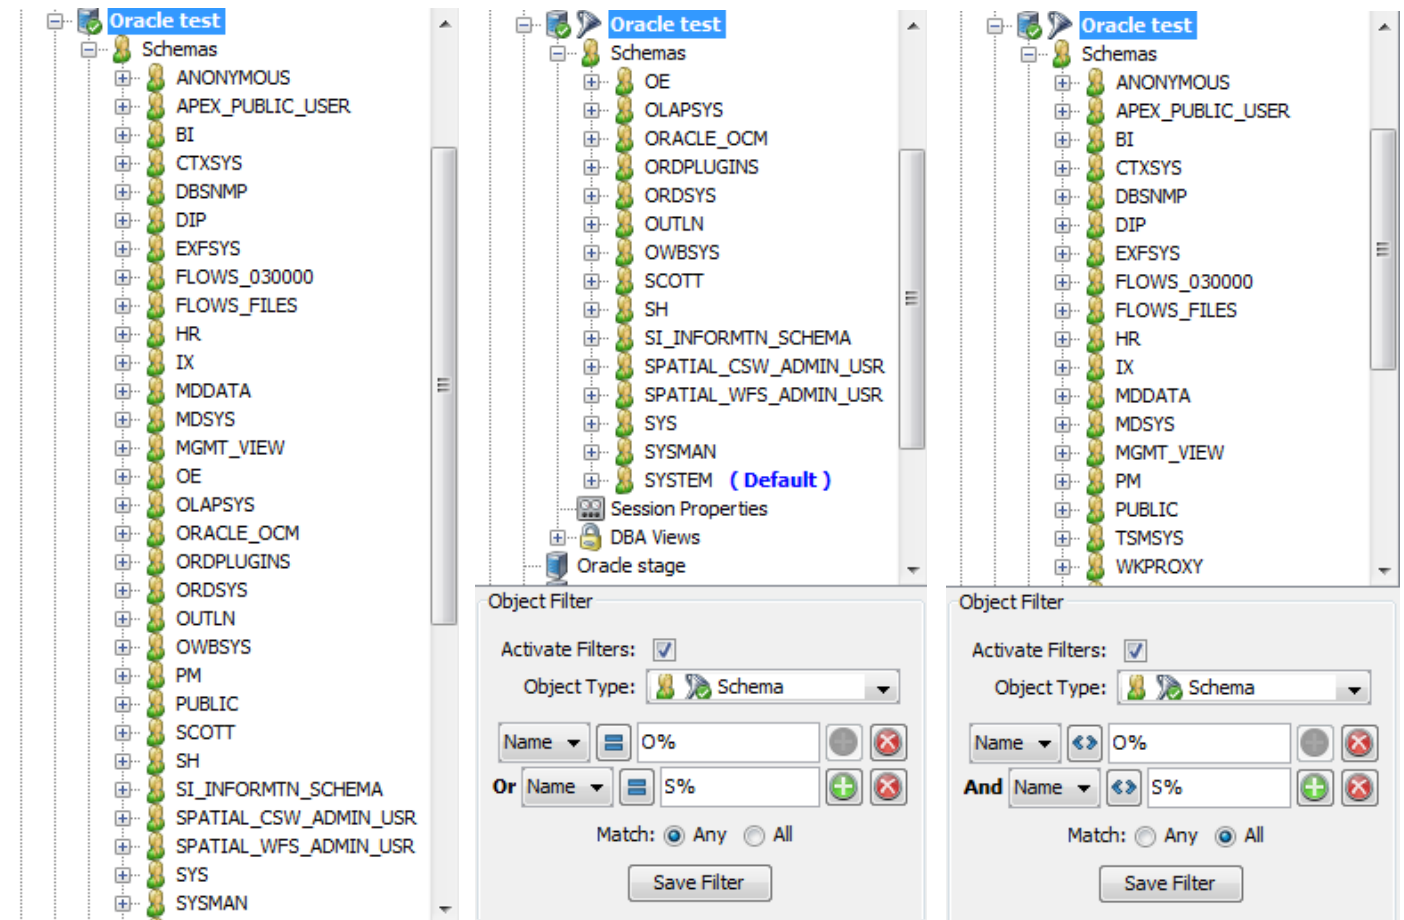 Oracle test
Schemas
ANONYMOUS
APEX_PUBLIC_USER
BI
CTXSYS
DBSNMP
DIP
EXFSYS
FLOWS_030000
FLOWS_FILES
HR
IX
MDDATA
MDSYS
MGMT_VIEW
OE
OLAPSYS
ORACLE_OCM
ORDPLUGINS
ORDSYS
OUTLN
OWBSYS
PM
PUBLIC
SCOTT
SH
SI_INFORMTN_SCHEMA
SPATIAL_CSW_ADMIN_USR
SPATIAL_WFS_ADMIN_USR
SYS
SYSMAN
Oracle test
Schemas
OE
OLAPSYS
ORACLE_OCM
ORDPLUGINS
ORDSYS
OUTLN
OWBSYS
SCOTT
SH
SI_INFORMTN_SCHEMA
SPATIAL_CSW_ADMIN_USR
SPATIAL_WFS_ADMIN_USR
SYS
SYSMAN
SYSTEM ( Default )
Session Properties
DBA Views
Oracle stage
Object Filter
Activate Filters:
Object Type: Schema
Name = O%
Or Name = S%
Match: Any All
Save Filter
Oracle test
Schemas
ANONYMOUS
APEX_PUBLIC_USER
BI
CTXSYS
DBSNMP
DIP
EXFSYS
FLOWS_030000
FLOWS_FILES
HR
IX
MDDATA
MDSYS
MGMT_VIEW
PM
PUBLIC
TSMSYS
WKPROXY
Object Filter
Activate Filters:
Object Type: Schema
Name <> O%
And Name <> S%
Match: Any All
Save Filter